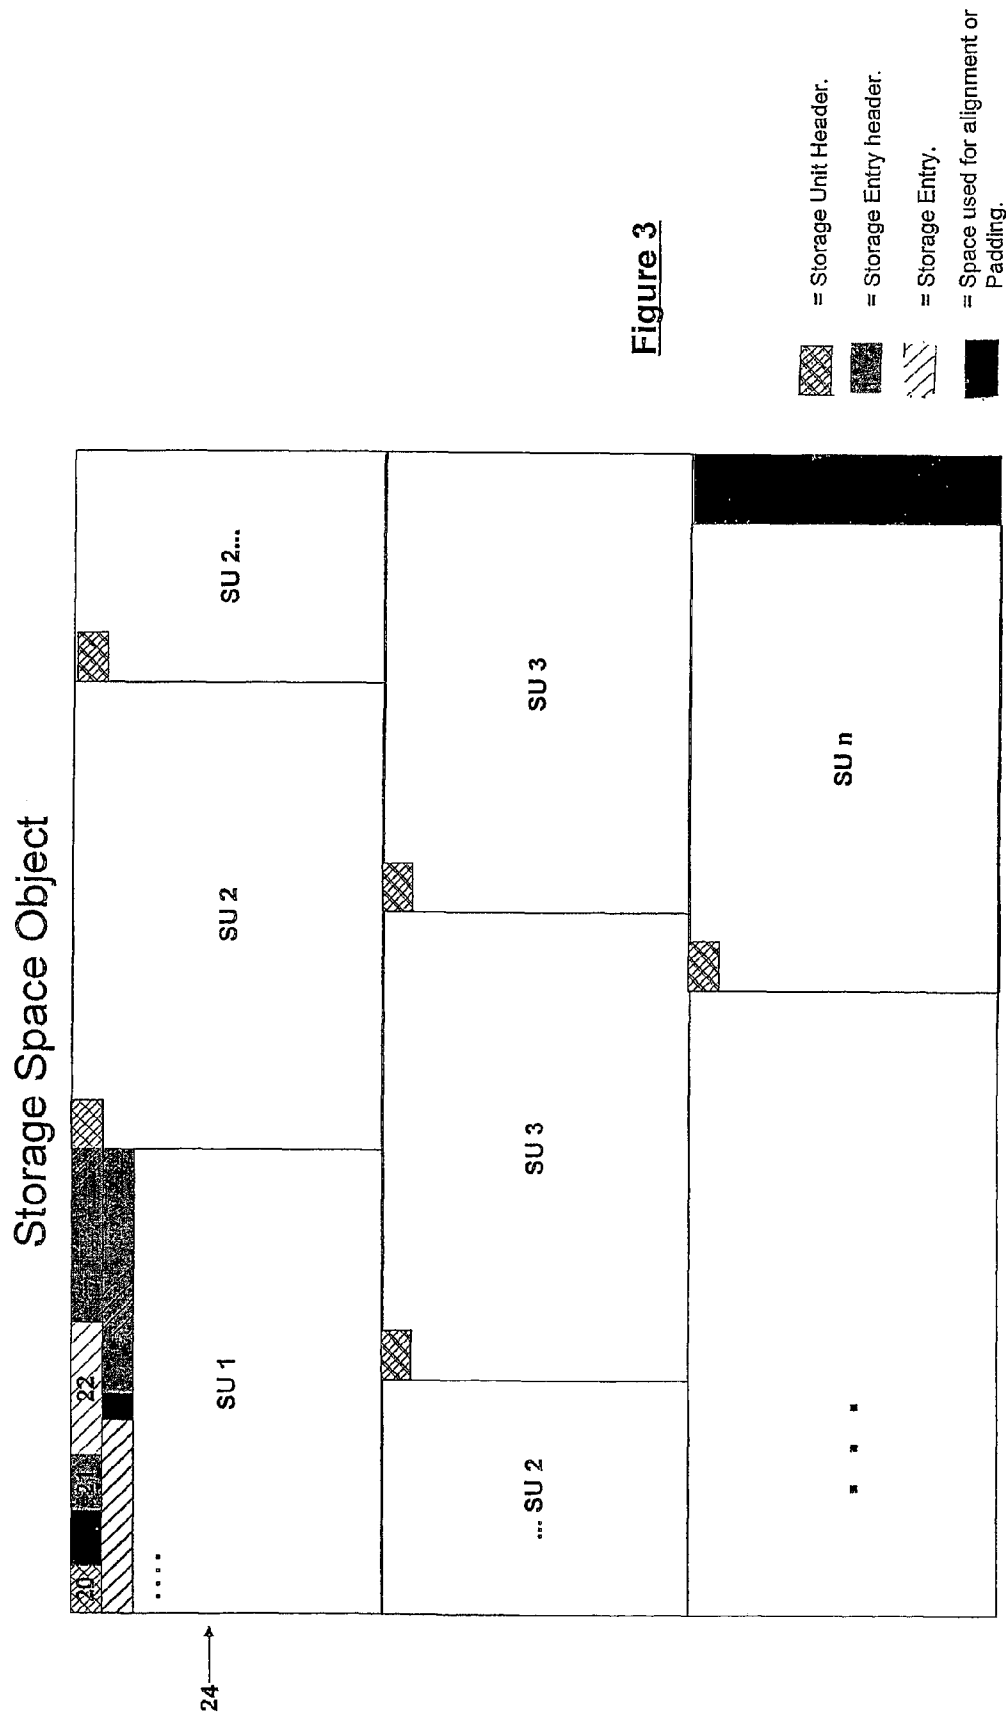 Storage Space Object
20
21
22
24
SU 1
....
SU 2
SU 2...
... SU 2
SU 3
SU 3
...
SU n
Figure 3
= Storage Unit Header.
= Storage Entry header.
= Storage Entry.
= Space used for alignment or
Padding.